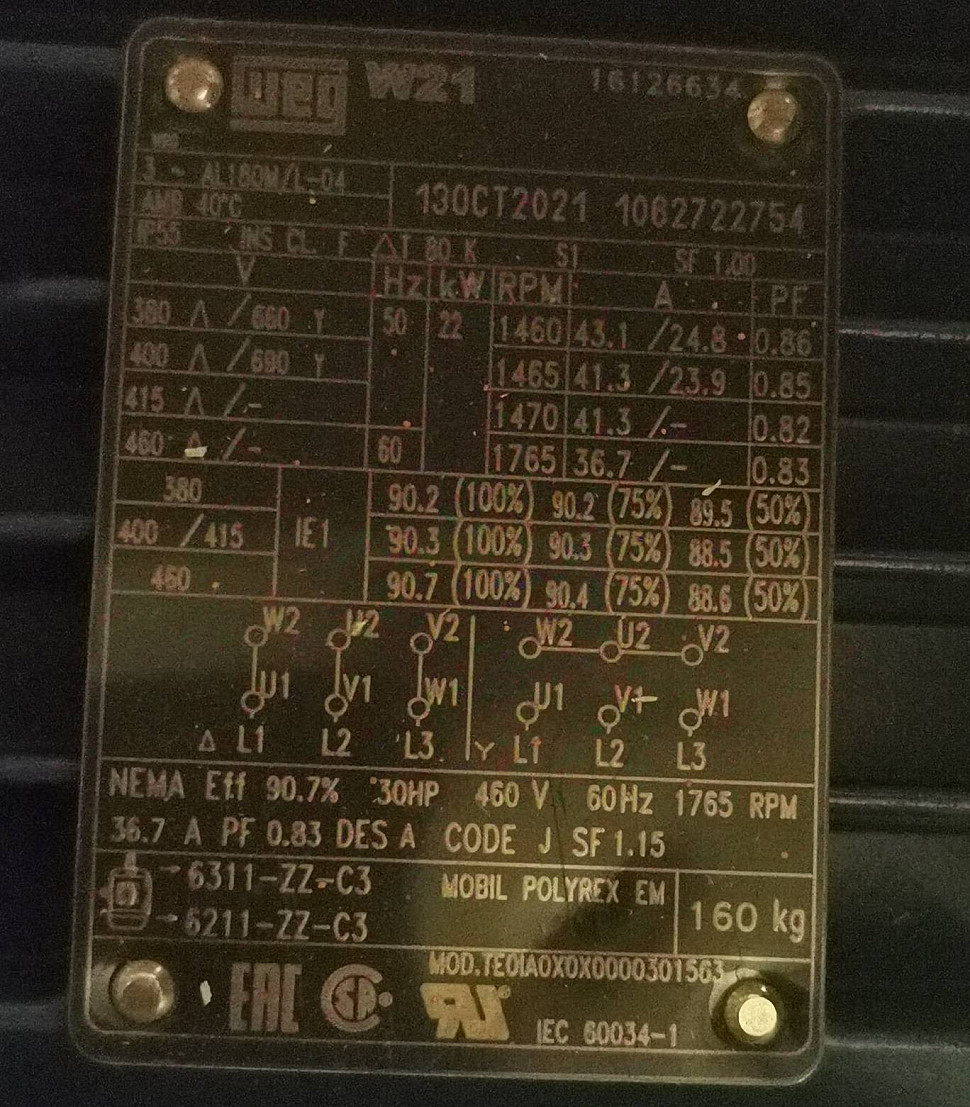 WEG W21 16126634
3 ~ AL180M/L-04
AMB 40°C
13OCT2021 1062722754
IP55 INS CL. F ΔT 80 K S1 SF 1.00
V Hz kW RPM A PF
380 Δ /660 Y 50 22 1460 43.1 /24.8 0.86
400 Δ /690 Y 1465 41.3 /23.9 0.85
415 Δ /- 1470 41.3 /- 0.82
460 Δ /- 60 1765 36.7 /- 0.83
380 90.2 (100%) 90.2 (75%) 89.5 (50%)
400 /415 IE1 90.3 (100%) 90.3 (75%) 88.5 (50%)
460 90.7 (100%) 90.4 (75%) 88.6 (50%)
W2 U2 V2 W2 U2 V2
U1 V1 W1 U1 V1 W1
Δ L1 L2 L3 Y L1 L2 L3
NEMA Eff 90.7% 30HP 460 V 60Hz 1765 RPM
36.7 A PF 0.83 DES A CODE J SF 1.15
6311-ZZ-C3 MOBIL POLYREX EM
6211-ZZ-C3 160 kg
MOD.TE01A0X0X0000301563
EAC SA RU IEC 60034-1